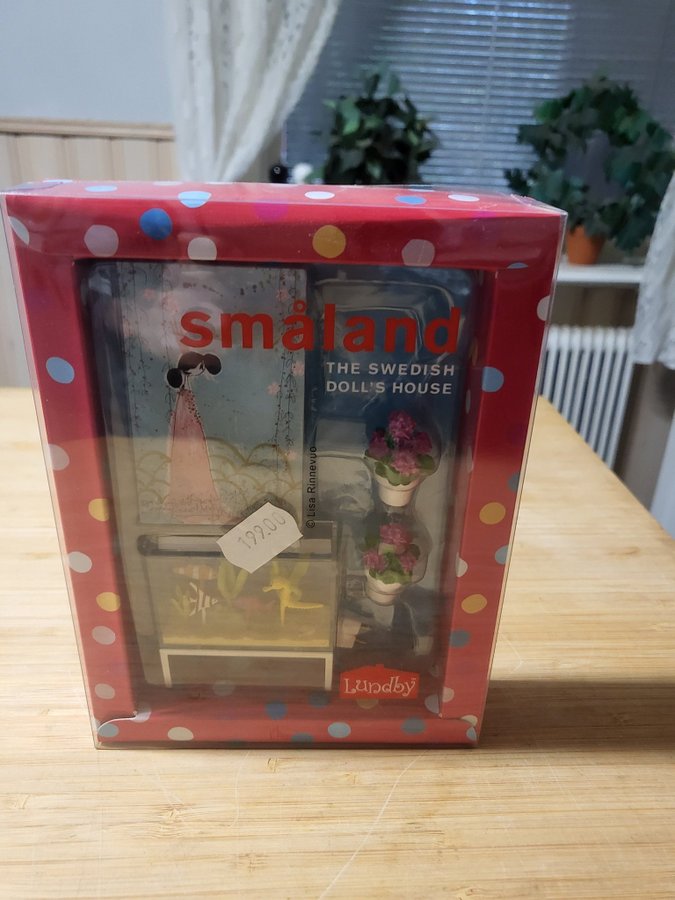 småland
THE SWEDISH
DOLL'S HOUSE
© Lisa Rinnevuo
199.00
Lundby